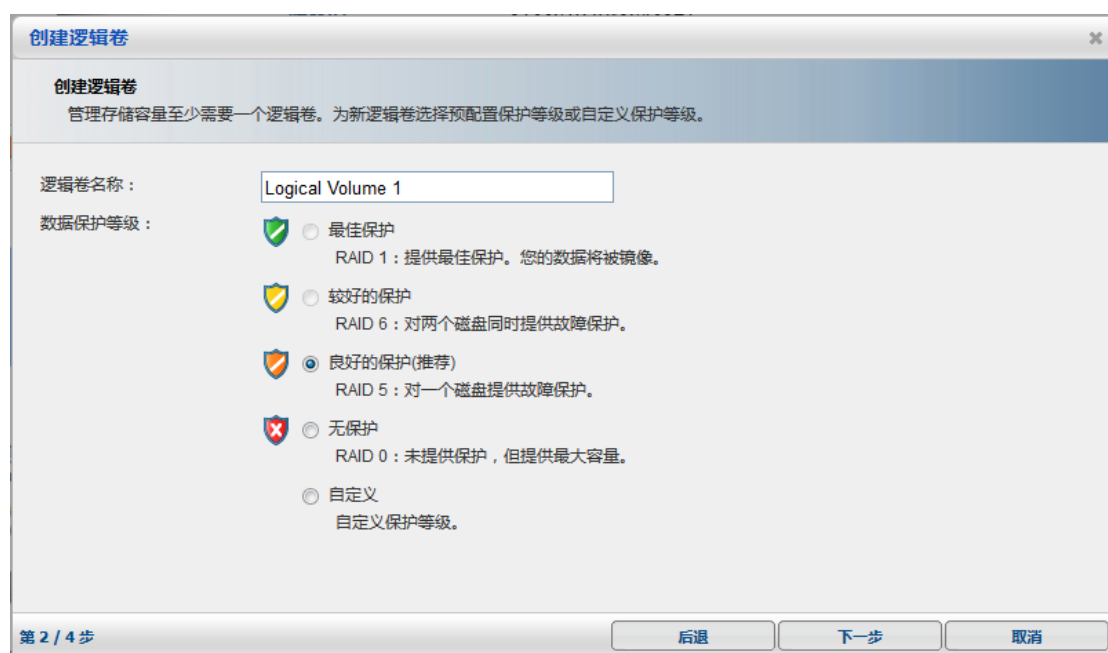 创建逻辑卷
创建逻辑卷
管理存储容量至少需要一个逻辑卷。为新逻辑卷选择预配置保护等级或自定义保护等级。
逻辑卷名称：
Logical Volume 1
数据保护等级：
最佳保护
RAID 1：提供最佳保护。您的数据将被镜像。
较好的保护
RAID 6：对两个磁盘同时提供故障保护。
良好的保护(推荐)
RAID 5：对一个磁盘提供故障保护。
无保护
RAID 0：未提供保护，但提供最大容量。
自定义
自定义保护等级。
第 2 / 4 步
后退
下一步
取消